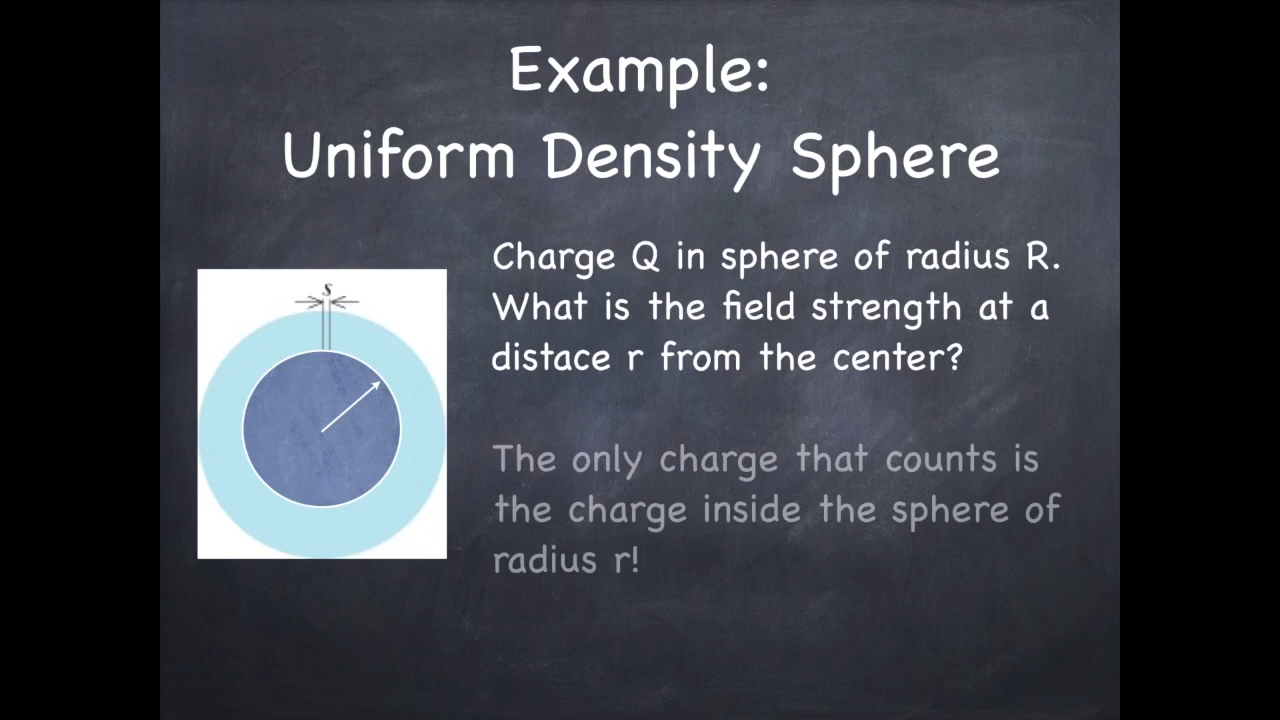 Example:
Uniform Density Sphere
Charge Q in sphere of radius R.
What is the field strength at a
distace r from the center?
s
The only charge that counts is
the charge inside the sphere of
radius r!